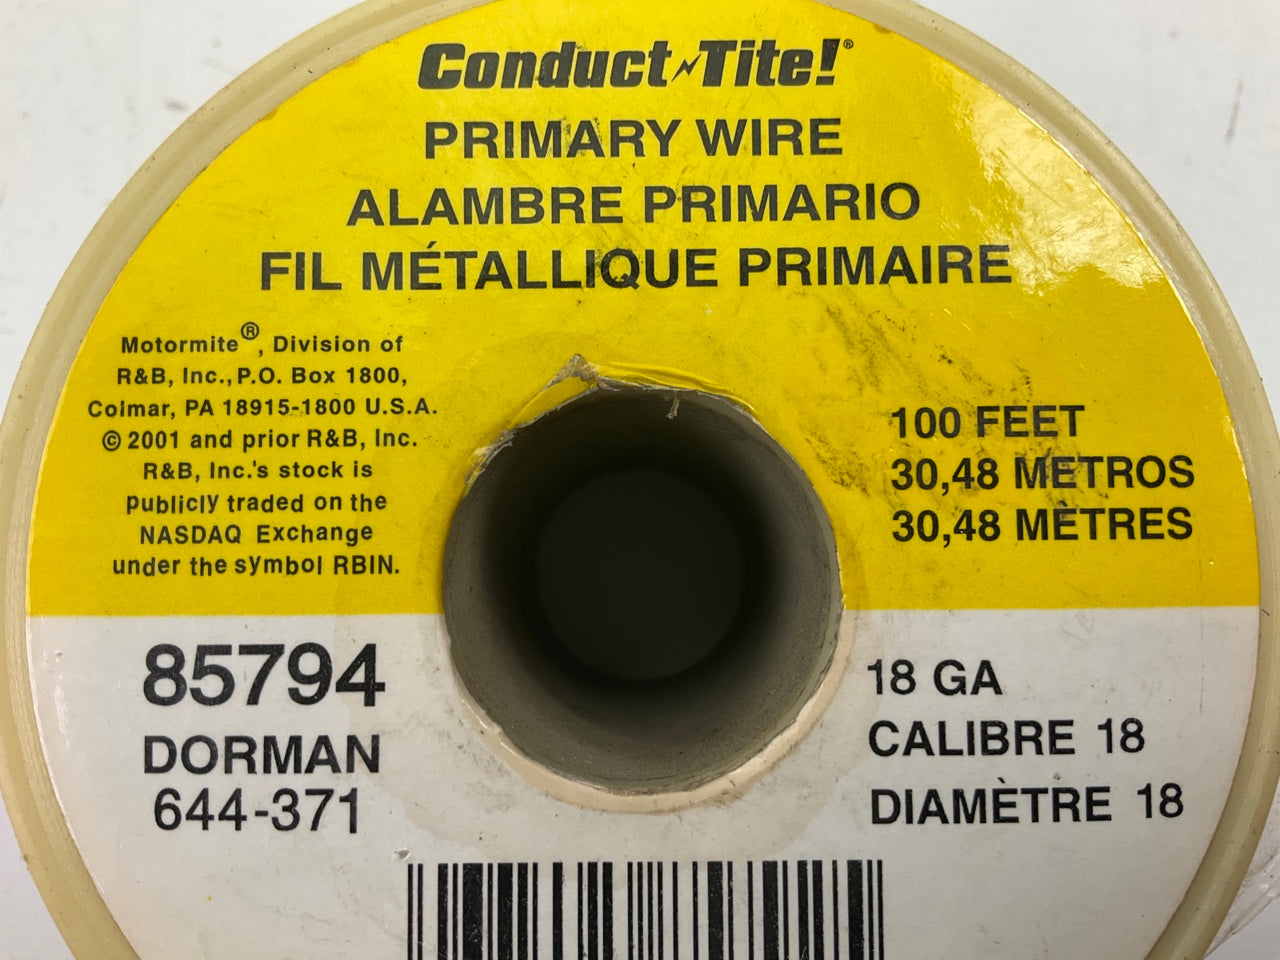 Conduct Tite!®
PRIMARY WIRE
ALAMBRE PRIMARIO
FIL MÉTALLIQUE PRIMAIRE
Motormite®, Division of
R&B, Inc., P.O. Box 1800,
Colmar, PA 18915-1800 U.S.A.
© 2001 and prior R&B, Inc.
R&B, Inc.'s stock is
publicly traded on the
NASDAQ Exchange
under the symbol RBIN.
100 FEET
30,48 METROS
30,48 MÈTRES
85794
DORMAN
644-371
18 GA
CALIBRE 18
DIAMÈTRE 18